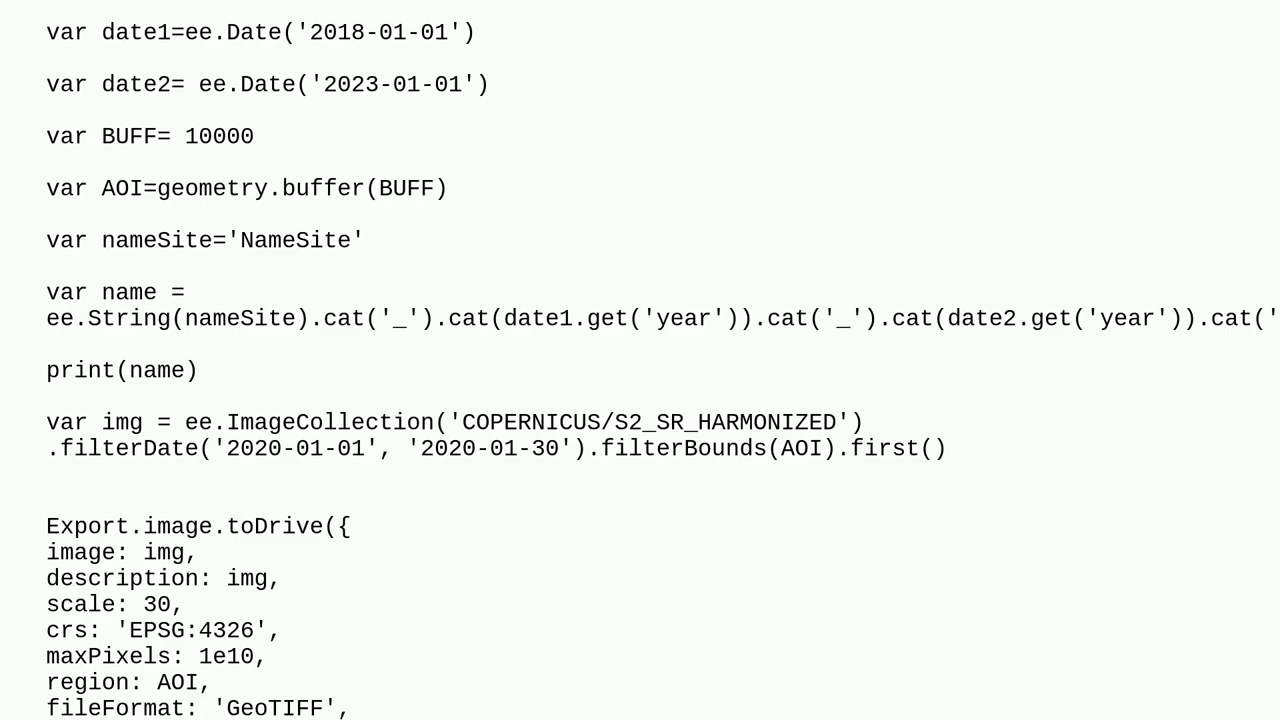 var date1=ee.Date('2018-01-01')
var date2= ee.Date('2023-01-01')
var BUFF= 10000
var AOI=geometry.buffer(BUFF)
var nameSite='NameSite'
var name =
ee.String(nameSite).cat('_').cat(date1.get('year')).cat('_').cat(date2.get('year')).cat('
print(name)
var img = ee.ImageCollection('COPERNICUS/S2_SR_HARMONIZED')
.filterDate('2020-01-01', '2020-01-30').filterBounds(AOI).first()
Export.image.toDrive({
image: img,
description: img,
scale: 30,
crs: 'EPSG:4326',
maxPixels: 1e10,
region: AOI,
fileFormat: 'GeoTIFF',